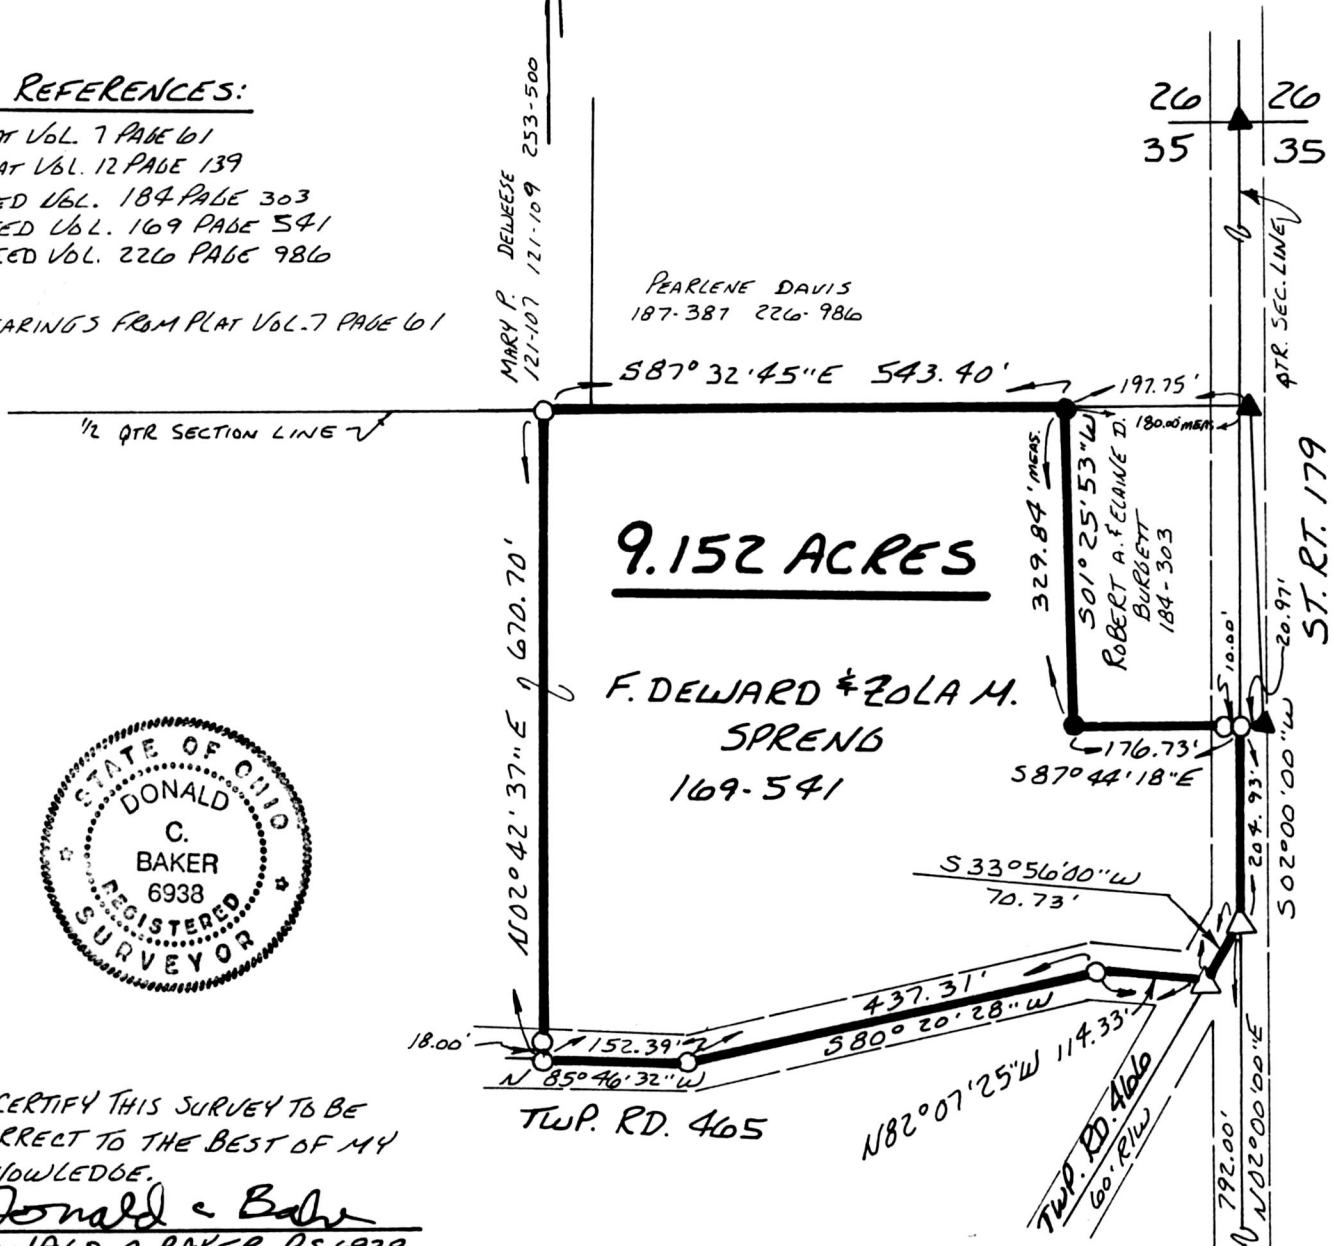 REFERENCES:
AT VOL. 7 PAGE 61
AT VOL. 12 PAGE 139
ED VOL. 184 PAGE 303
EED VOL. 169 PAGE 541
EED VOL. 226 PAGE 986
EARINGS FROM PLAT VOL. 7 PAGE 61
MARY P. DEWEESE
121-107 121-109 253-500
PEARLENE DAVIS
187-387 226-986
26 26
35 35
QTR. SEC. LINE
S87° 32' 45"E 543.40'
197.75'
180.00' MEAS.
1/2 QTR SECTION LINE
329.84' MEAS.
S01° 25' 53"W
ROBERT A. & ELAINE D.
BURGETT
184-303
ST. RT. 179
9.152 ACRES
N02° 42' 37"E 670.70'
F. DEWARD & ZOLA M.
SPRENG
169-541
10.00'
20.97'
176.73'
S87° 44' 18"E
204.93'
S02° 00' 00"W
STATE OF OHIO
DONALD
C.
BAKER
6938
REGISTERED
SURVEYOR
S33° 56' 00"W
70.73'
437.31'
S80° 20' 28"W
N82° 07' 25"W 114.33'
18.00'
152.39'
N 85° 46' 32"W
TWP. RD. 465
TWP. RD. 466
60' R/W
792.00'
N02° 00' 00"E
CERTIFY THIS SURVEY TO BE
RRECT TO THE BEST OF MY
NOWLEDGE.
Donald C Baker